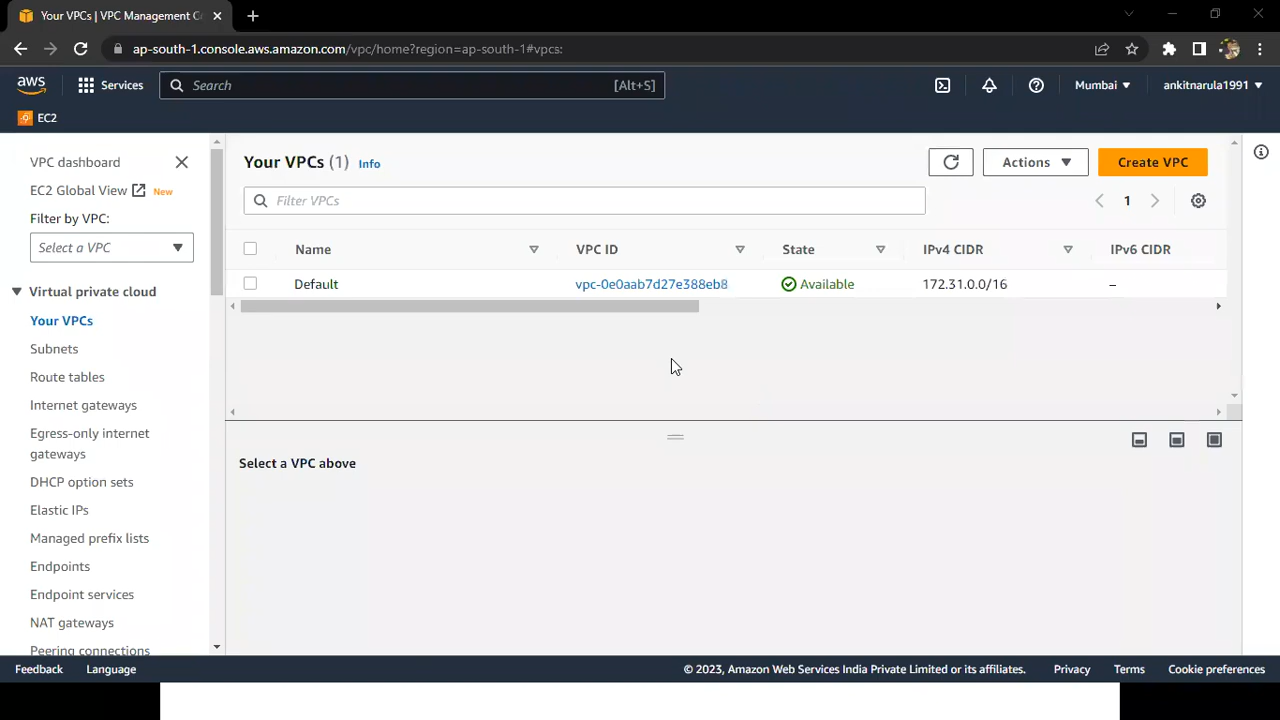 Your VPCs | VPC Management Co
ap-south-1.console.aws.amazon.com/vpc/home?region=ap-south-1#vpcs:
aws
Services
Search
[Alt+S]
Mumbai
ankitnarula1991
EC2
VPC dashboard
EC2 Global View
New
Filter by VPC:
Select a VPC
Virtual private cloud
Your VPCs
Subnets
Route tables
Internet gateways
Egress-only internet
gateways
DHCP option sets
Elastic IPs
Managed prefix lists
Endpoints
Endpoint services
NAT gateways
Peering connections
Your VPCs (1) Info
Actions
Create VPC
Filter VPCs
1
Name VPC ID State IPv4 CIDR IPv6 CIDR
Default vpc-0e0aab7d27e388eb8 Available 172.31.0.0/16 –
Select a VPC above
Feedback Language © 2023, Amazon Web Services India Private Limited or its affiliates. Privacy Terms Cookie preferences